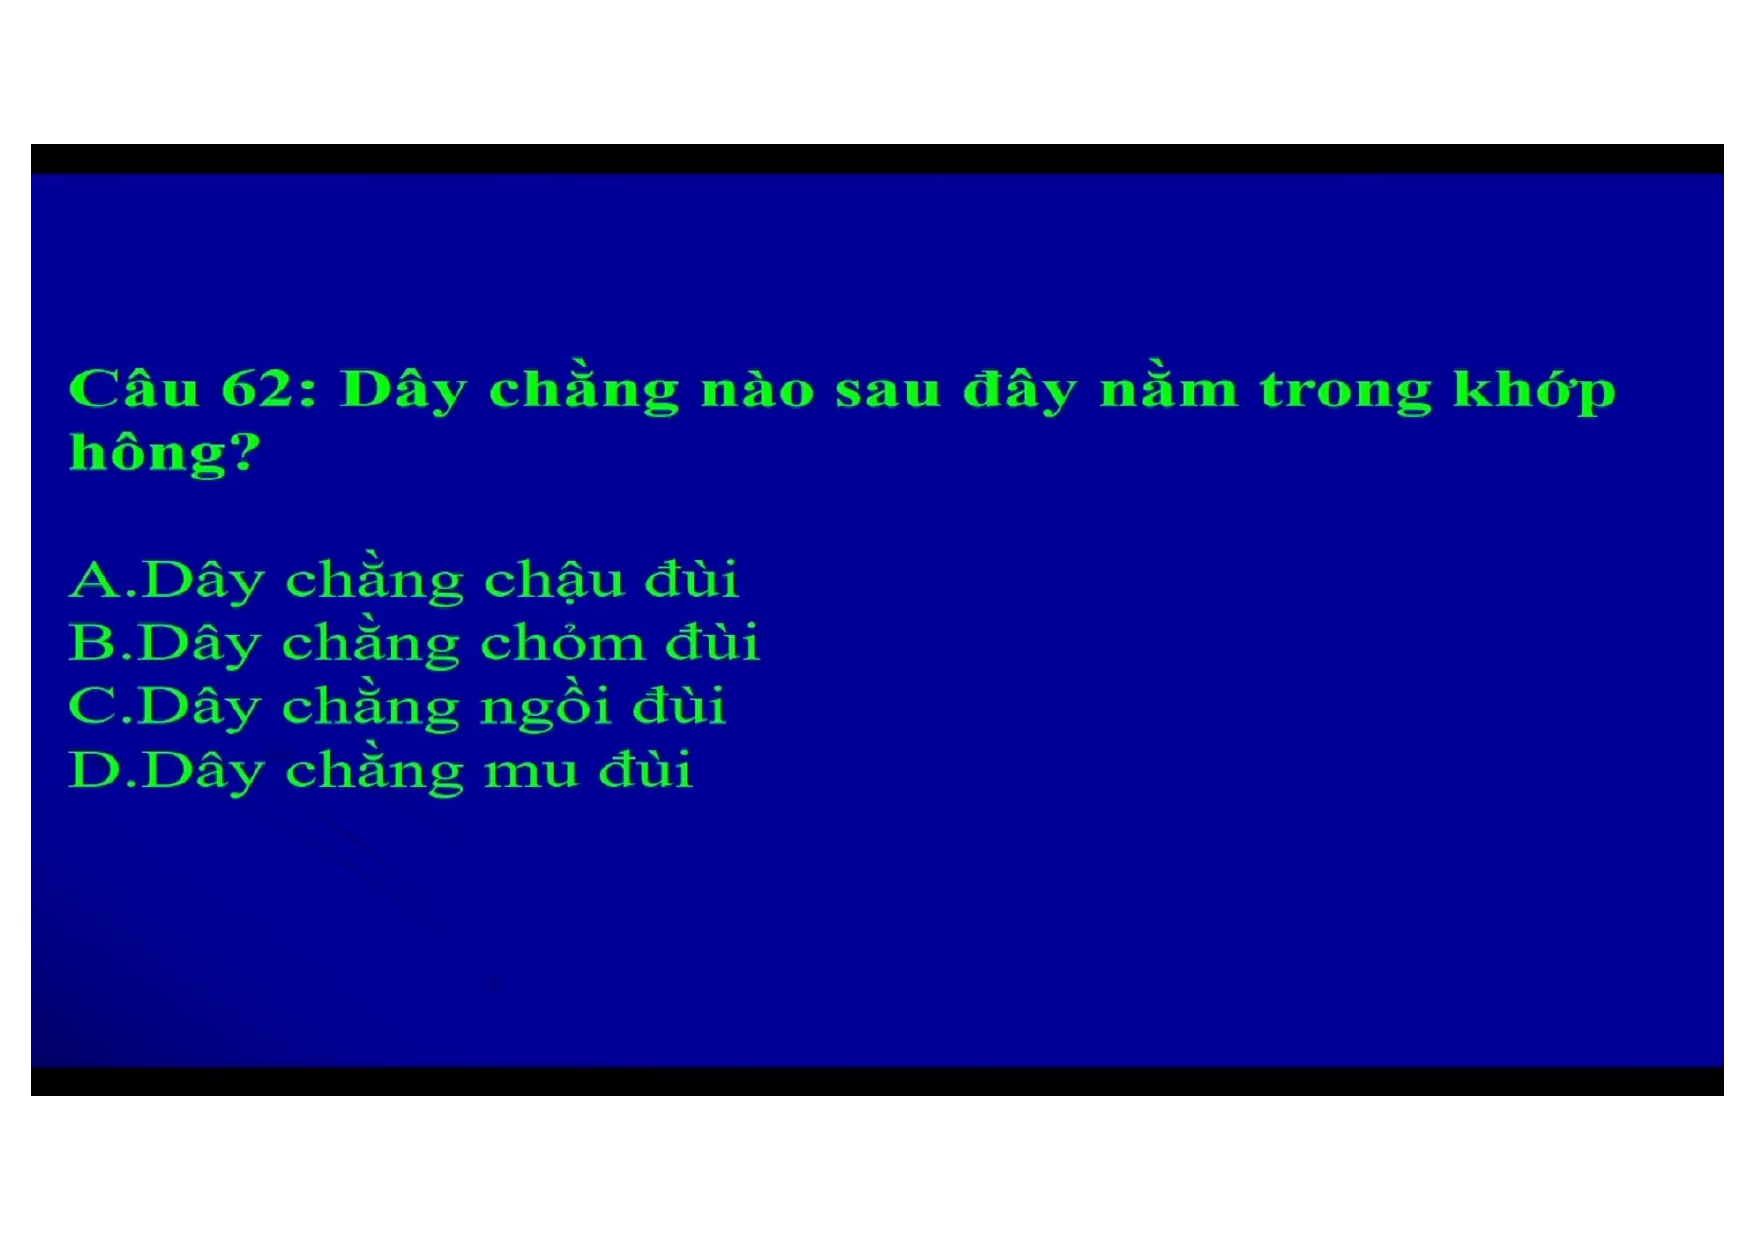 Câu 62: Dây chằng nào sau đây nằm trong khớp
hông?
A.Dây chằng chậu đùi
B.Dây chằng chỏm đùi
C.Dây chằng ngồi đùi
D.Dây chằng mu đùi